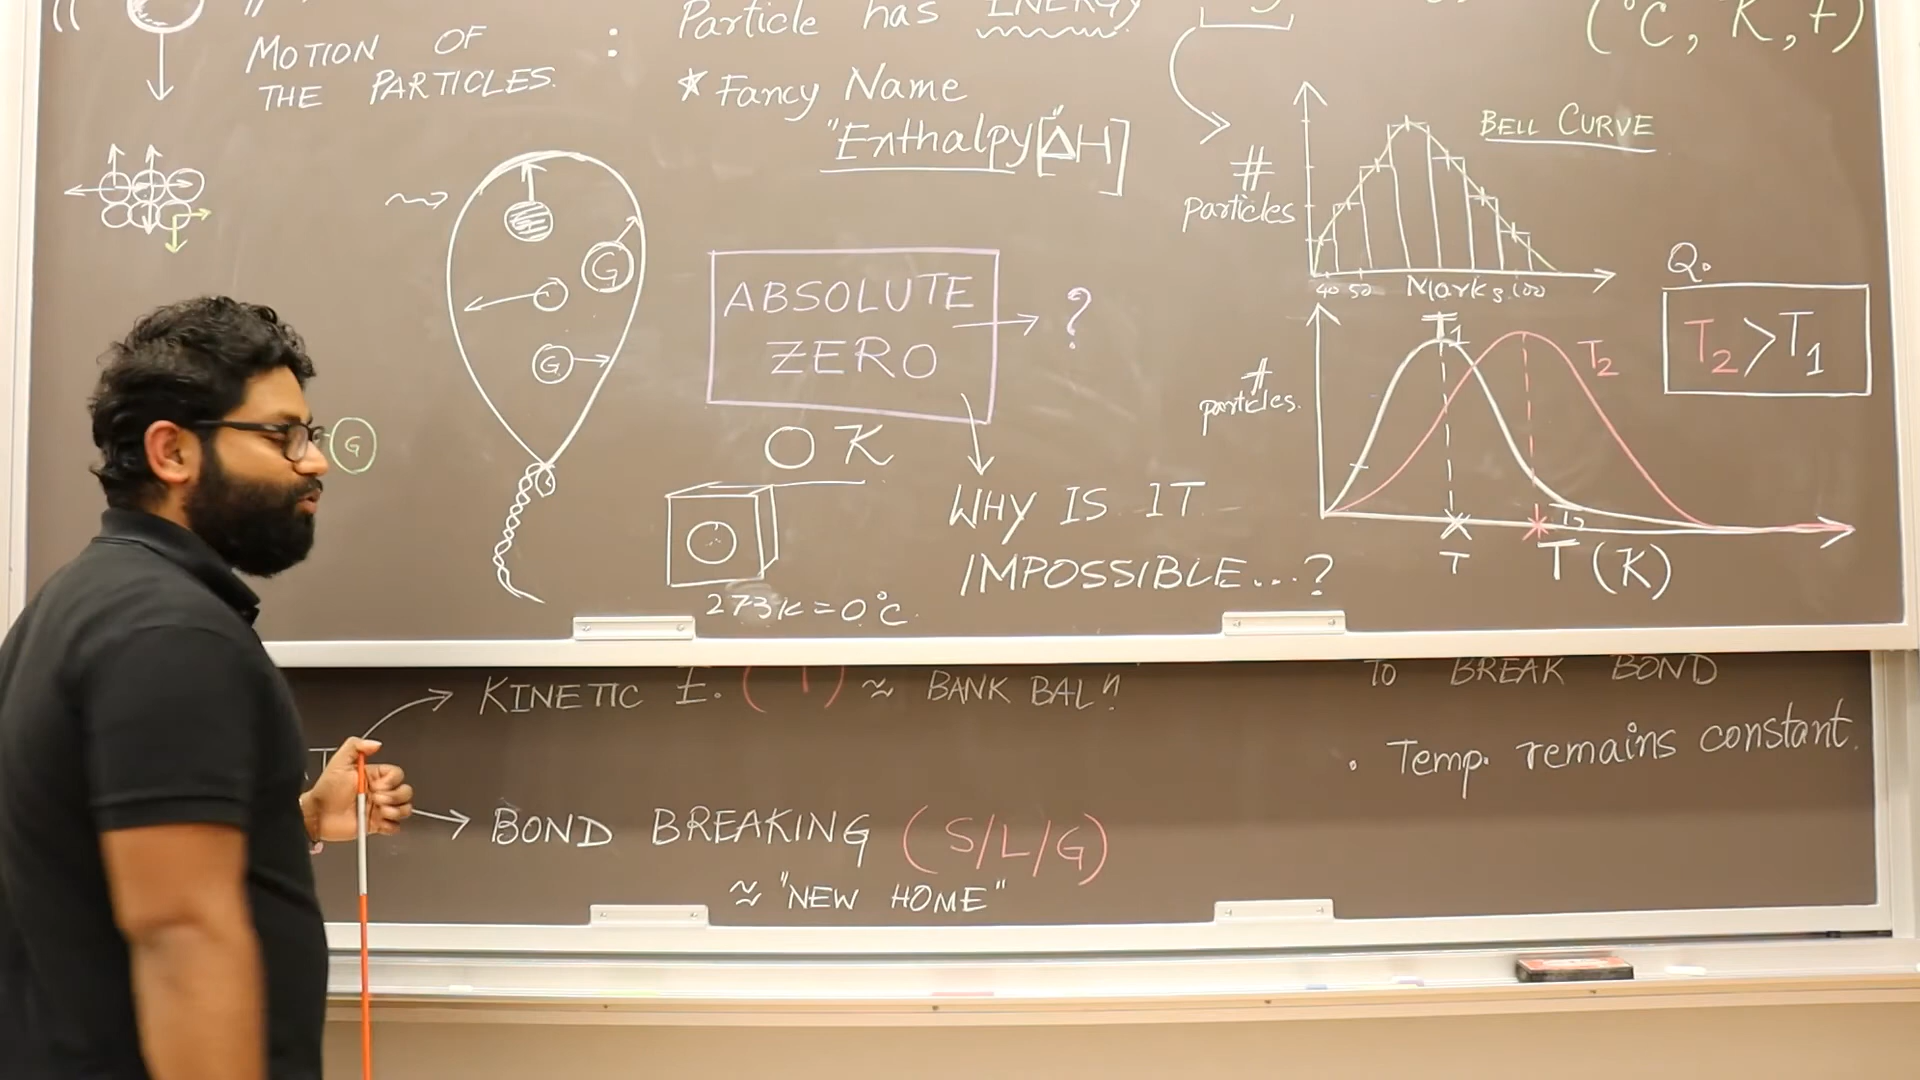 MOTION OF
THE PARTICLES.
:
Particle has ENERGY
* Fancy Name
"Enthalpy" [ΔH]
(°C, K, F)
BELL CURVE
#
particles
40 50 Marks 100
G
G
G
ABSOLUTE
ZERO
?
0 K
273K = 0°C.
WHY IS IT
IMPOSSIBLE...?
#
particles.
T1
T2
T2
T
T (K)
Q.
T2 > T1
KINETIC E. (T) ≈ BANK BALn
BOND BREAKING (S/L/G)
≈ "NEW HOME"
TO BREAK BOND
. Temp. remains constant.